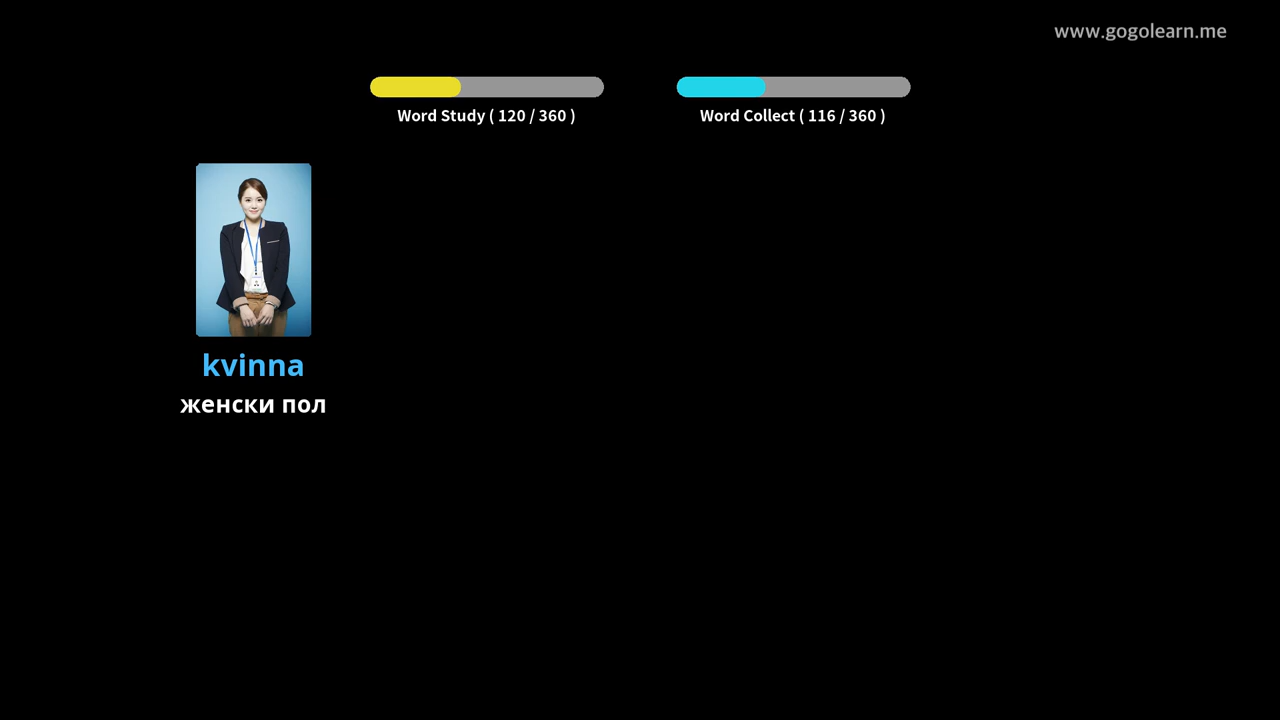 www.gogolearn.me
Word Study ( 120 / 360 )
Word Collect ( 116 / 360 )
kvinna
женски пол